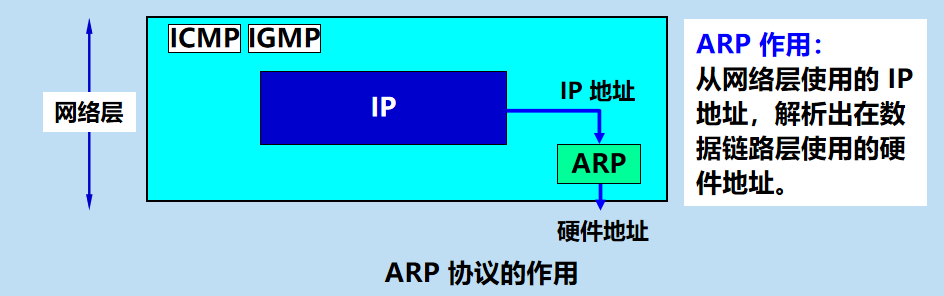 ICMP IGMP
网络层
IP
IP 地址
ARP
硬件地址
ARP 协议的作用
ARP 作用：
从网络层使用的 IP
地址，解析出在数
据链路层使用的硬
件地址。